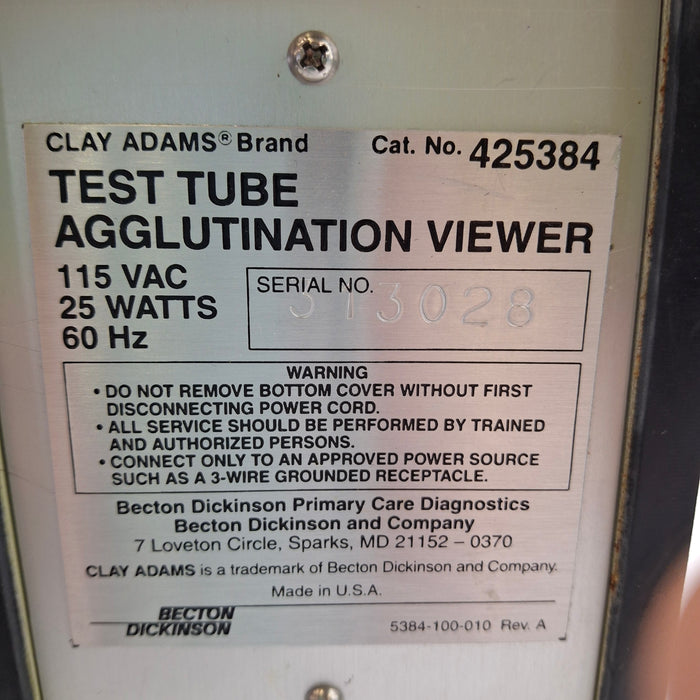 CLAY ADAMS® Brand Cat. No. 425384
TEST TUBE
AGGLUTINATION VIEWER
115 VAC
25 WATTS
60 Hz
SERIAL NO. 313028
WARNING
• DO NOT REMOVE BOTTOM COVER WITHOUT FIRST
DISCONNECTING POWER CORD.
• ALL SERVICE SHOULD BE PERFORMED BY TRAINED
AND AUTHORIZED PERSONS.
• CONNECT ONLY TO AN APPROVED POWER SOURCE
SUCH AS A 3-WIRE GROUNDED RECEPTACLE.
Becton Dickinson Primary Care Diagnostics
Becton Dickinson and Company
7 Loveton Circle, Sparks, MD 21152 – 0370
CLAY ADAMS is a trademark of Becton Dickinson and Company.
Made in U.S.A.
BECTON
DICKINSON
5384-100-010 Rev. A